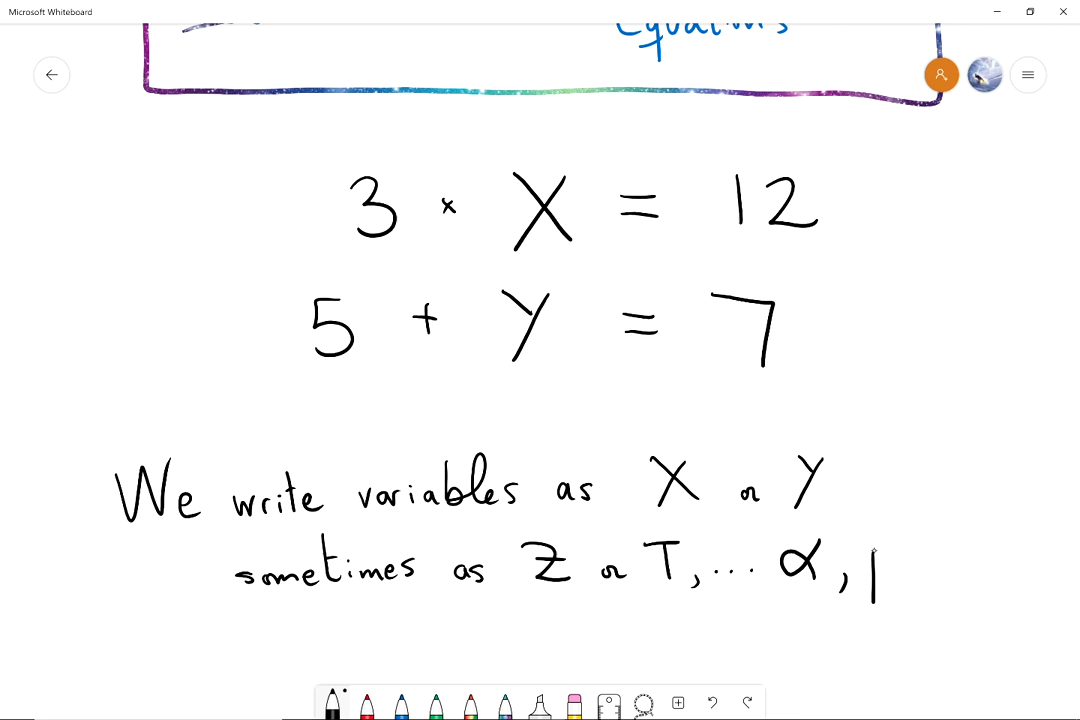 Microsoft Whiteboard
Equations
3 × X = 12
5 + Y = 7
We write variables as X or Y
sometimes as Z or T, ... α, |